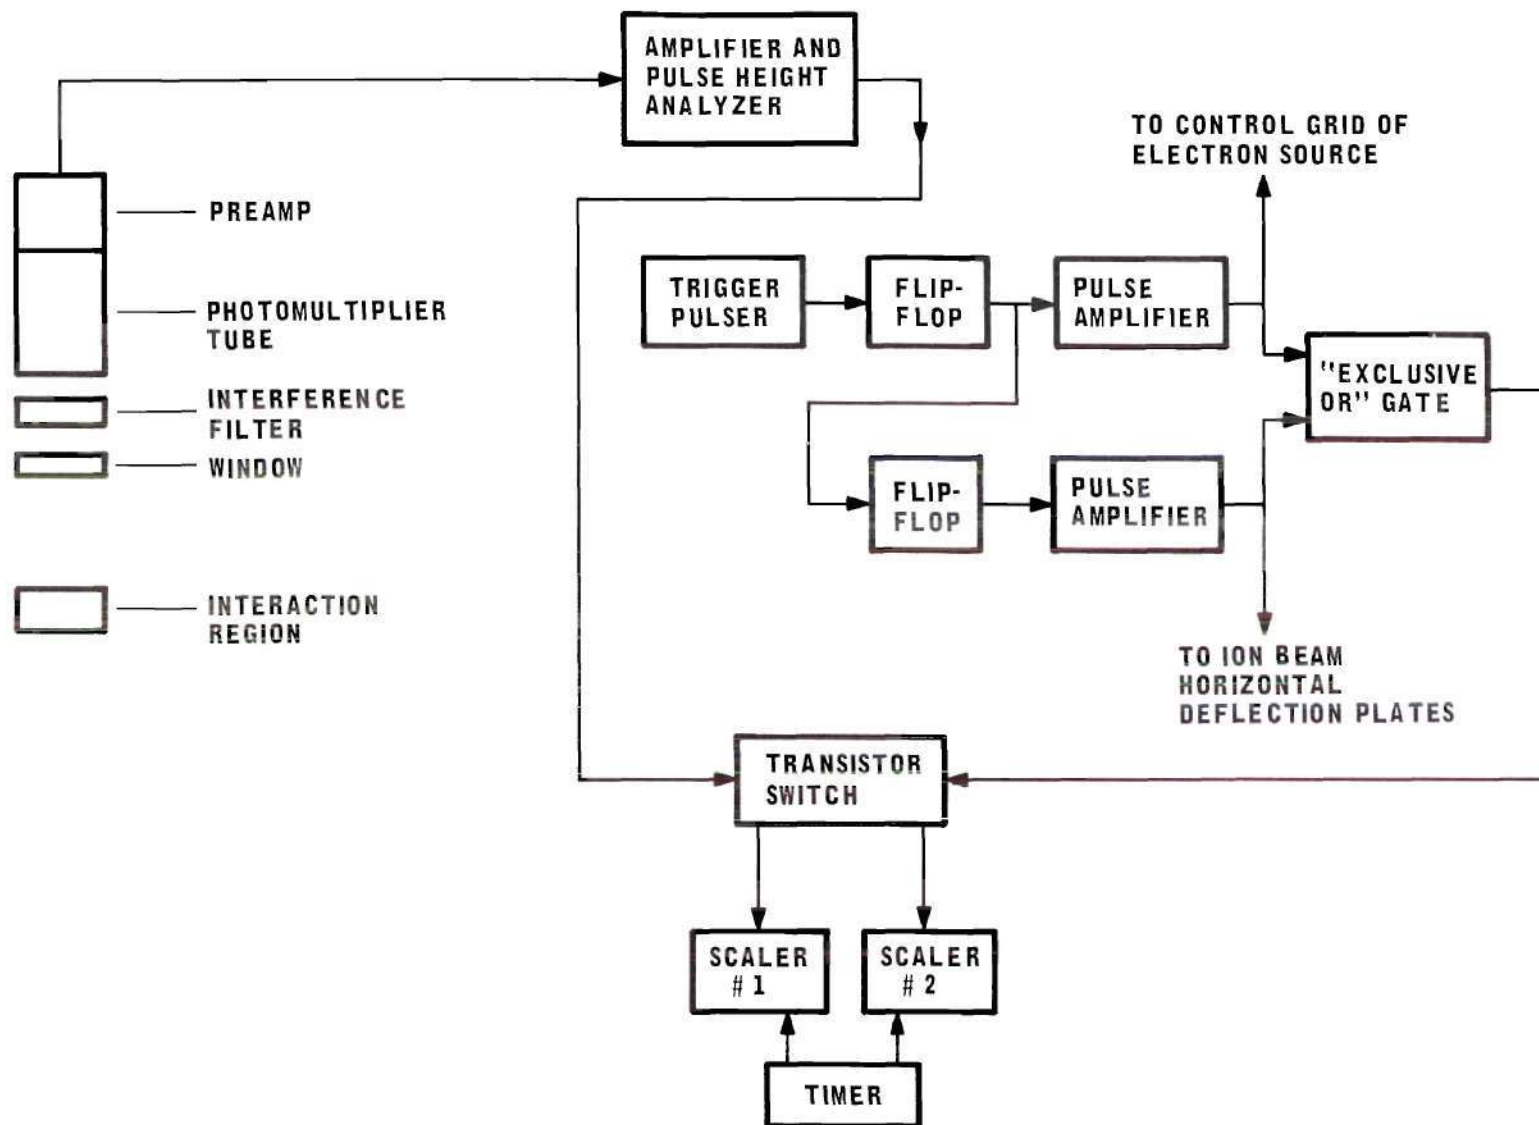 AMPLIFIER AND
PULSE HEIGHT
ANALYZER
TO CONTROL GRID OF
ELECTRON SOURCE
PREAMP
PHOTOMULTIPLIER
TUBE
INTERFERENCE
FILTER
WINDOW
INTERACTION
REGION
TRIGGER
PULSER
FLIP-
FLOP
PULSE
AMPLIFIER
"EXCLUSIVE
OR" GATE
FLIP-
FLOP
PULSE
AMPLIFIER
TO ION BEAM
HORIZONTAL
DEFLECTION PLATES
TRANSISTOR
SWITCH
SCALER
# 1
SCALER
# 2
TIMER